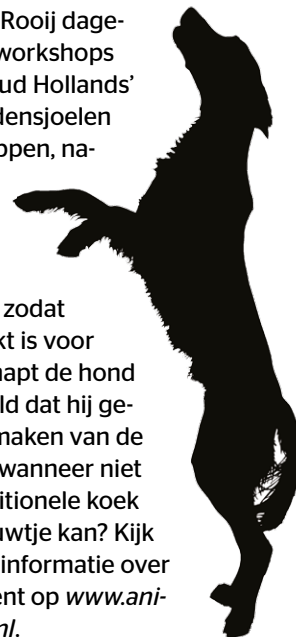 Rooij dage-
workshops
ud Hollands’
densjoelen
ppen, na-
zodat
kt is voor
napt de hond
ld dat hij ge-
maken van de
wanneer niet
itionele koek
uwtje kan? Kijk
informatie over
ent op www.ani-
nl.